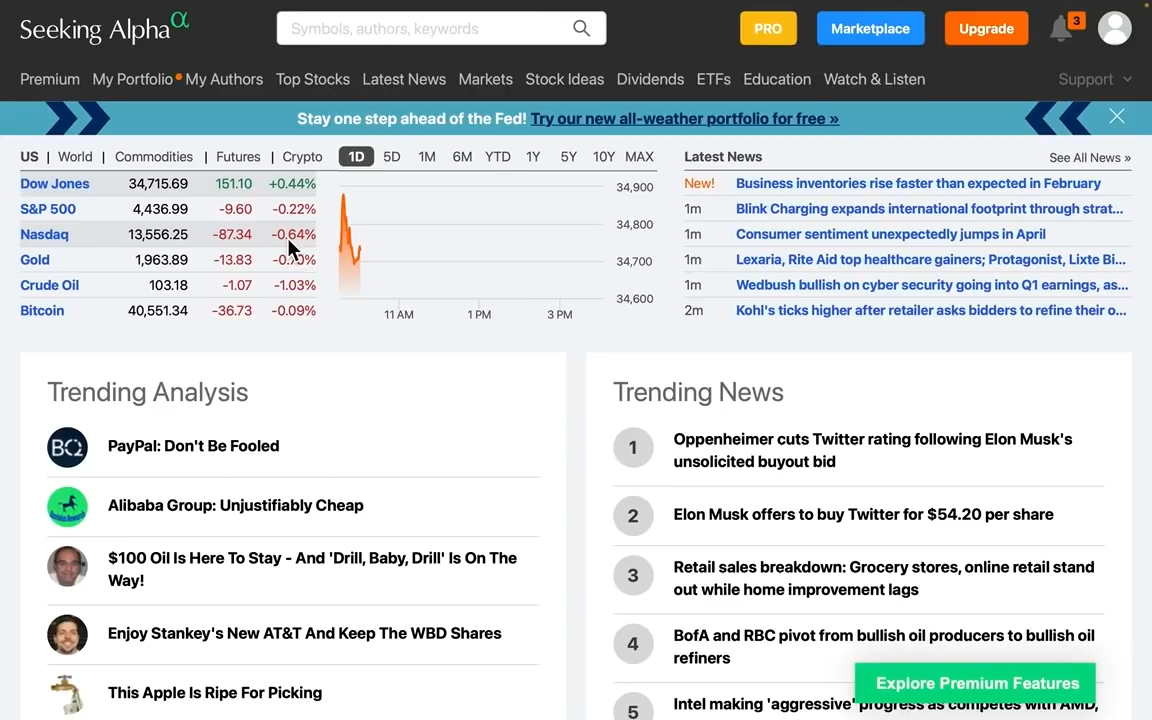 Seeking Alpha α
Symbols, authors, keywords
PRO
Marketplace
Upgrade
3
Premium
My Portfolio
My Authors
Top Stocks
Latest News
Markets
Stock Ideas
Dividends
ETFs
Education
Watch & Listen
Support
Stay one step ahead of the Fed! Try our new all-weather portfolio for free »
US | World | Commodities | Futures | Crypto
Dow Jones 34,715.69 151.10 +0.44%
S&P 500 4,436.99 -9.60 -0.22%
Nasdaq 13,556.25 -87.34 -0.64%
Gold 1,963.89 -13.83
Crude Oil 103.18 -1.07 -1.03%
Bitcoin 40,551.34 -36.73 -0.09%
1D 5D 1M 6M YTD 1Y 5Y 10Y MAX
34,900
34,800
34,700
34,600
11 AM 1 PM 3 PM
Latest News See All News »
New! Business inventories rise faster than expected in February
1m Blink Charging expands international footprint through strat...
1m Consumer sentiment unexpectedly jumps in April
1m Lexaria, Rite Aid top healthcare gainers; Protagonist, Lixte Bi...
1m Wedbush bullish on cyber security going into Q1 earnings, as...
2m Kohl's ticks higher after retailer asks bidders to refine their o...
Trending Analysis
BQ
PayPal: Don't Be Fooled
Alibaba Group: Unjustifiably Cheap
$100 Oil Is Here To Stay - And 'Drill, Baby, Drill' Is On The
Way!
Enjoy Stankey's New AT&T And Keep The WBD Shares
This Apple Is Ripe For Picking
Trending News
1 Oppenheimer cuts Twitter rating following Elon Musk's
unsolicited buyout bid
2 Elon Musk offers to buy Twitter for $54.20 per share
3 Retail sales breakdown: Grocery stores, online retail stand
out while home improvement lags
4 BofA and RBC pivot from bullish oil producers to bullish oil
refiners
5 Intel making 'aggressive' progress as competes with AMD,
Explore Premium Features